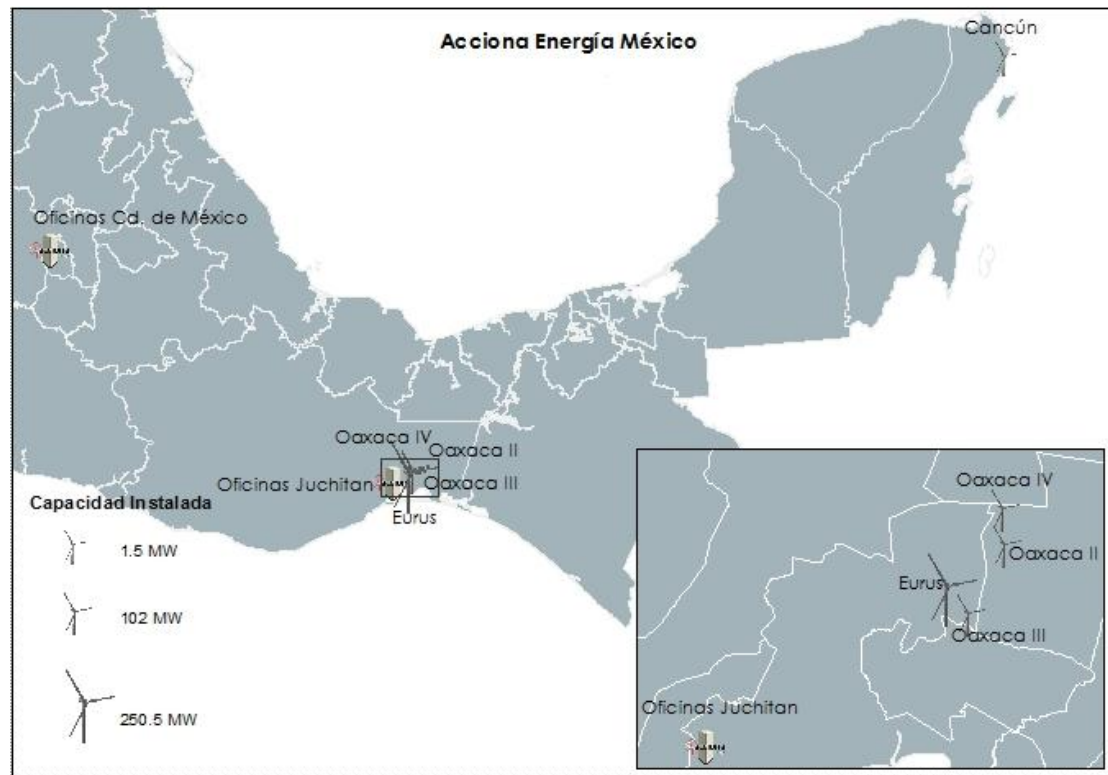 Acciona Energía México
Cancún
Oficinas Cd. de México
Oaxaca IV
Oaxaca II
Oficinas Juchitan
Oaxaca III
Eurus
Capacidad Instalada
1.5 MW
102 MW
250.5 MW
Oaxaca IV
Oaxaca II
Eurus
Oaxaca III
Oficinas Juchitan